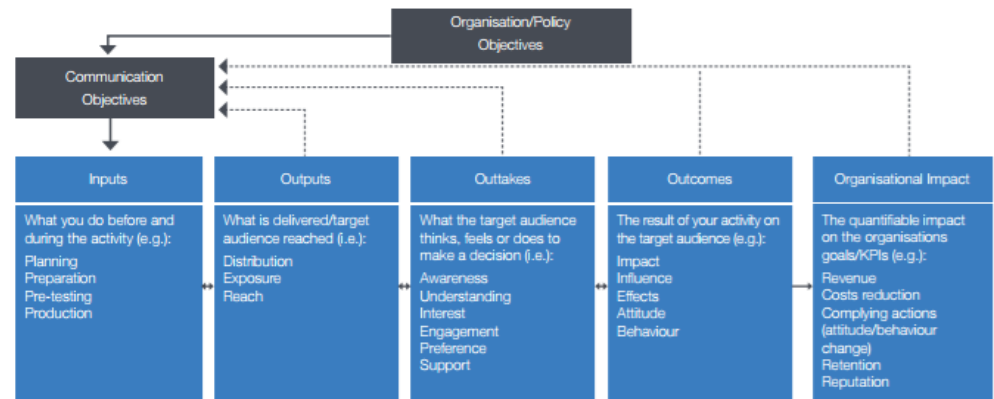 Organisation/Policy
Objectives
Communication
Objectives
Inputs
Outputs
Outtakes
Outcomes
Organisational Impact
What you do before and
during the activity (e.g.):
Planning
Preparation
Pre-testing
Production
What is delivered/target
audience reached (i.e.):
Distribution
Exposure
Reach
What the target audience
thinks, feels or does to
make a decision (i.e.):
Awareness
Understanding
Interest
Engagement
Preference
Support
The result of your activity on
the target audience (e.g.):
Impact
Influence
Effects
Attitude
Behaviour
The quantifiable impact
on the organisations
goals/KPIs (e.g.):
Revenue
Costs reduction
Complying actions
(attitude/behaviour
change)
Retention
Reputation